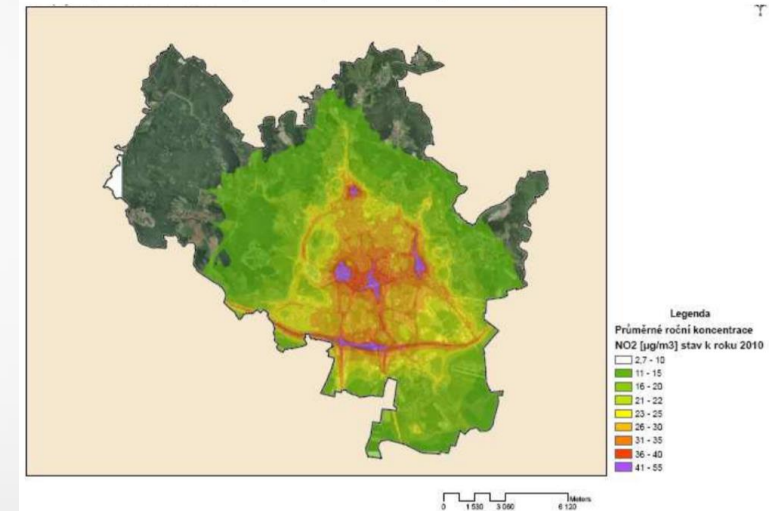 Legenda
Průměrné roční koncentrace
NO2 [µg/m3] stav k roku 2010
2,7 - 10
11 - 15
16 - 20
21 - 22
23 - 25
26 - 30
31 - 35
36 - 40
41 - 55
Meters
0 1 530 3 060 6 120